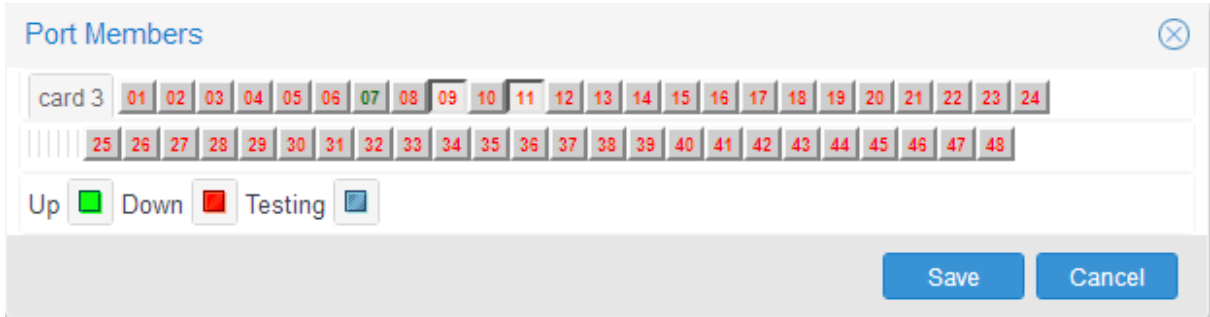 Port Members
card 3 01 02 03 04 05 06 07 08 09 10 11 12 13 14 15 16 17 18 19 20 21 22 23 24
25 26 27 28 29 30 31 32 33 34 35 36 37 38 39 40 41 42 43 44 45 46 47 48
Up Down Testing
Save Cancel